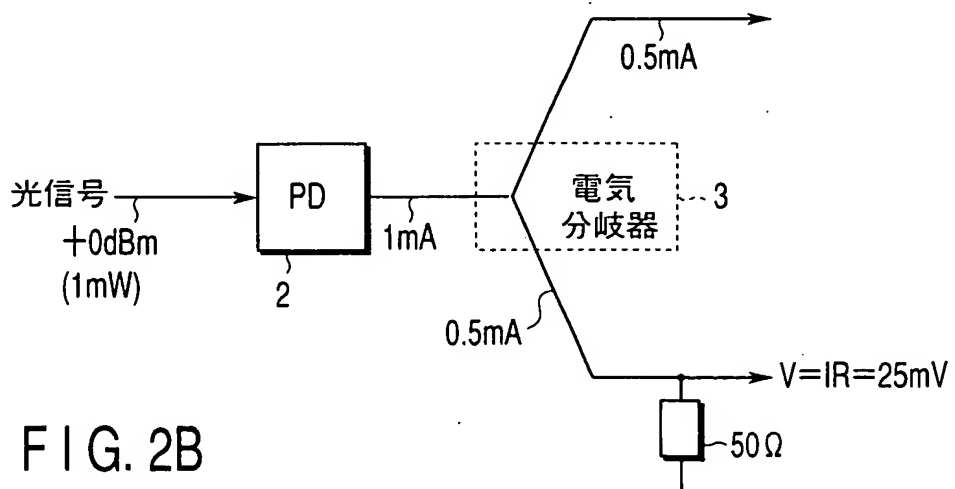 0.5mA
光信号
+0dBm
(1mW)
PD
2
1mA
電気
分岐器
3
0.5mA
V=IR=25mV
50Ω
FIG. 2B